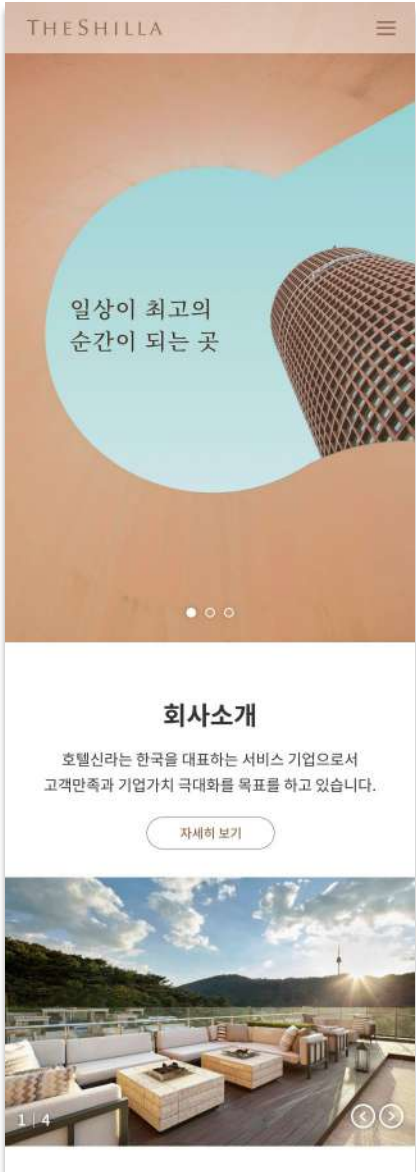 THE SHILLA
일상이 최고의
순간이 되는 곳
회사소개
호텔신라는 한국을 대표하는 서비스 기업으로서
고객만족과 기업가치 극대화를 목표를 하고 있습니다.
자세히 보기
1 | 4